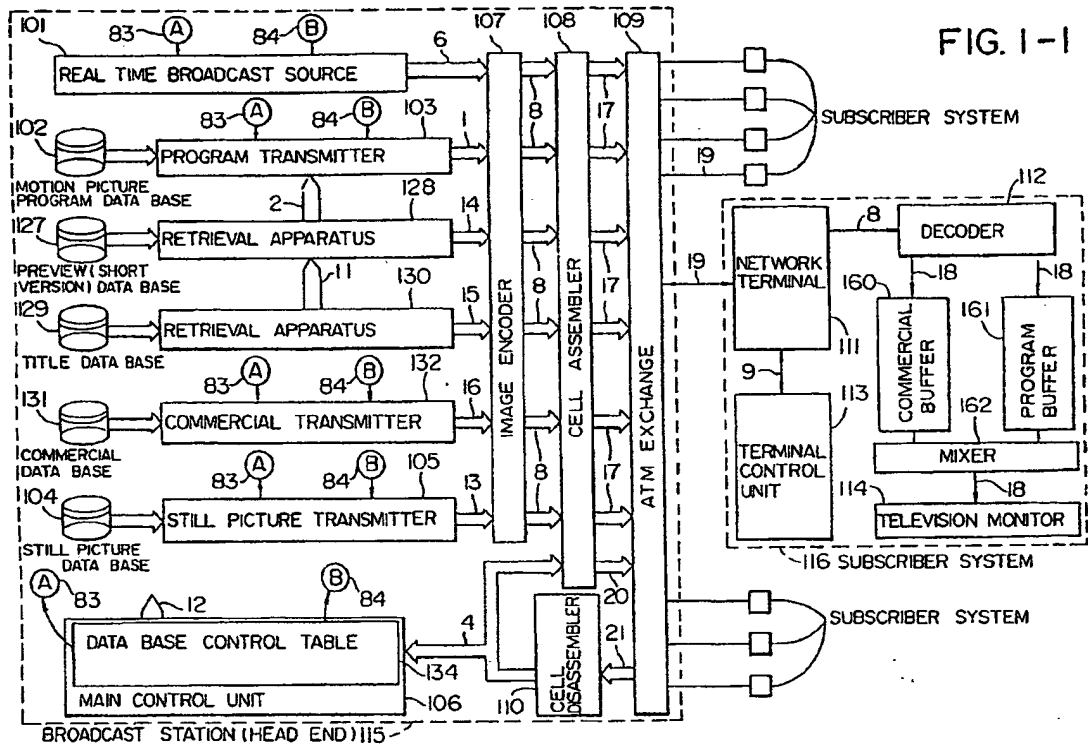 FIG. 1-1
101
83
A
84
B
6
107
108
109
REAL TIME BROADCAST SOURCE
8
17
SUBSCRIBER SYSTEM
102
83
A
84
B
103
1
PROGRAM TRANSMITTER
8
17
19
MOTION PICTURE
PROGRAM DATA BASE
2
128
14
127
RETRIEVAL APPARATUS
8
17
PREVIEW (SHORT
VERSION) DATA BASE
11
130
15
1129
RETRIEVAL APPARATUS
8
17
TITLE DATA BASE
83
A
84
B
132
16
131
COMMERCIAL TRANSMITTER
8
17
COMMERCIAL
DATA BASE
83
A
84
B
105
13
104
STILL PICTURE TRANSMITTER
8
17
STILL PICTURE
DATA BASE
IMAGE ENCODER
CELL ASSEMBLER
ATM EXCHANGE
19
NETWORK
TERMINAL
111
8
112
DECODER
18
18
160
COMMERCIAL
BUFFER
161
PROGRAM
BUFFER
9
113
TERMINAL
CONTROL
UNIT
162
MIXER
18
114
TELEVISION MONITOR
116 SUBSCRIBER SYSTEM
A
83
12
B
84
DATA BASE CONTROL TABLE
134
MAIN CONTROL UNIT
106
4
20
21
CELL
DISASSEMBLER
110
SUBSCRIBER SYSTEM
BROADCAST STATION (HEAD END) 115